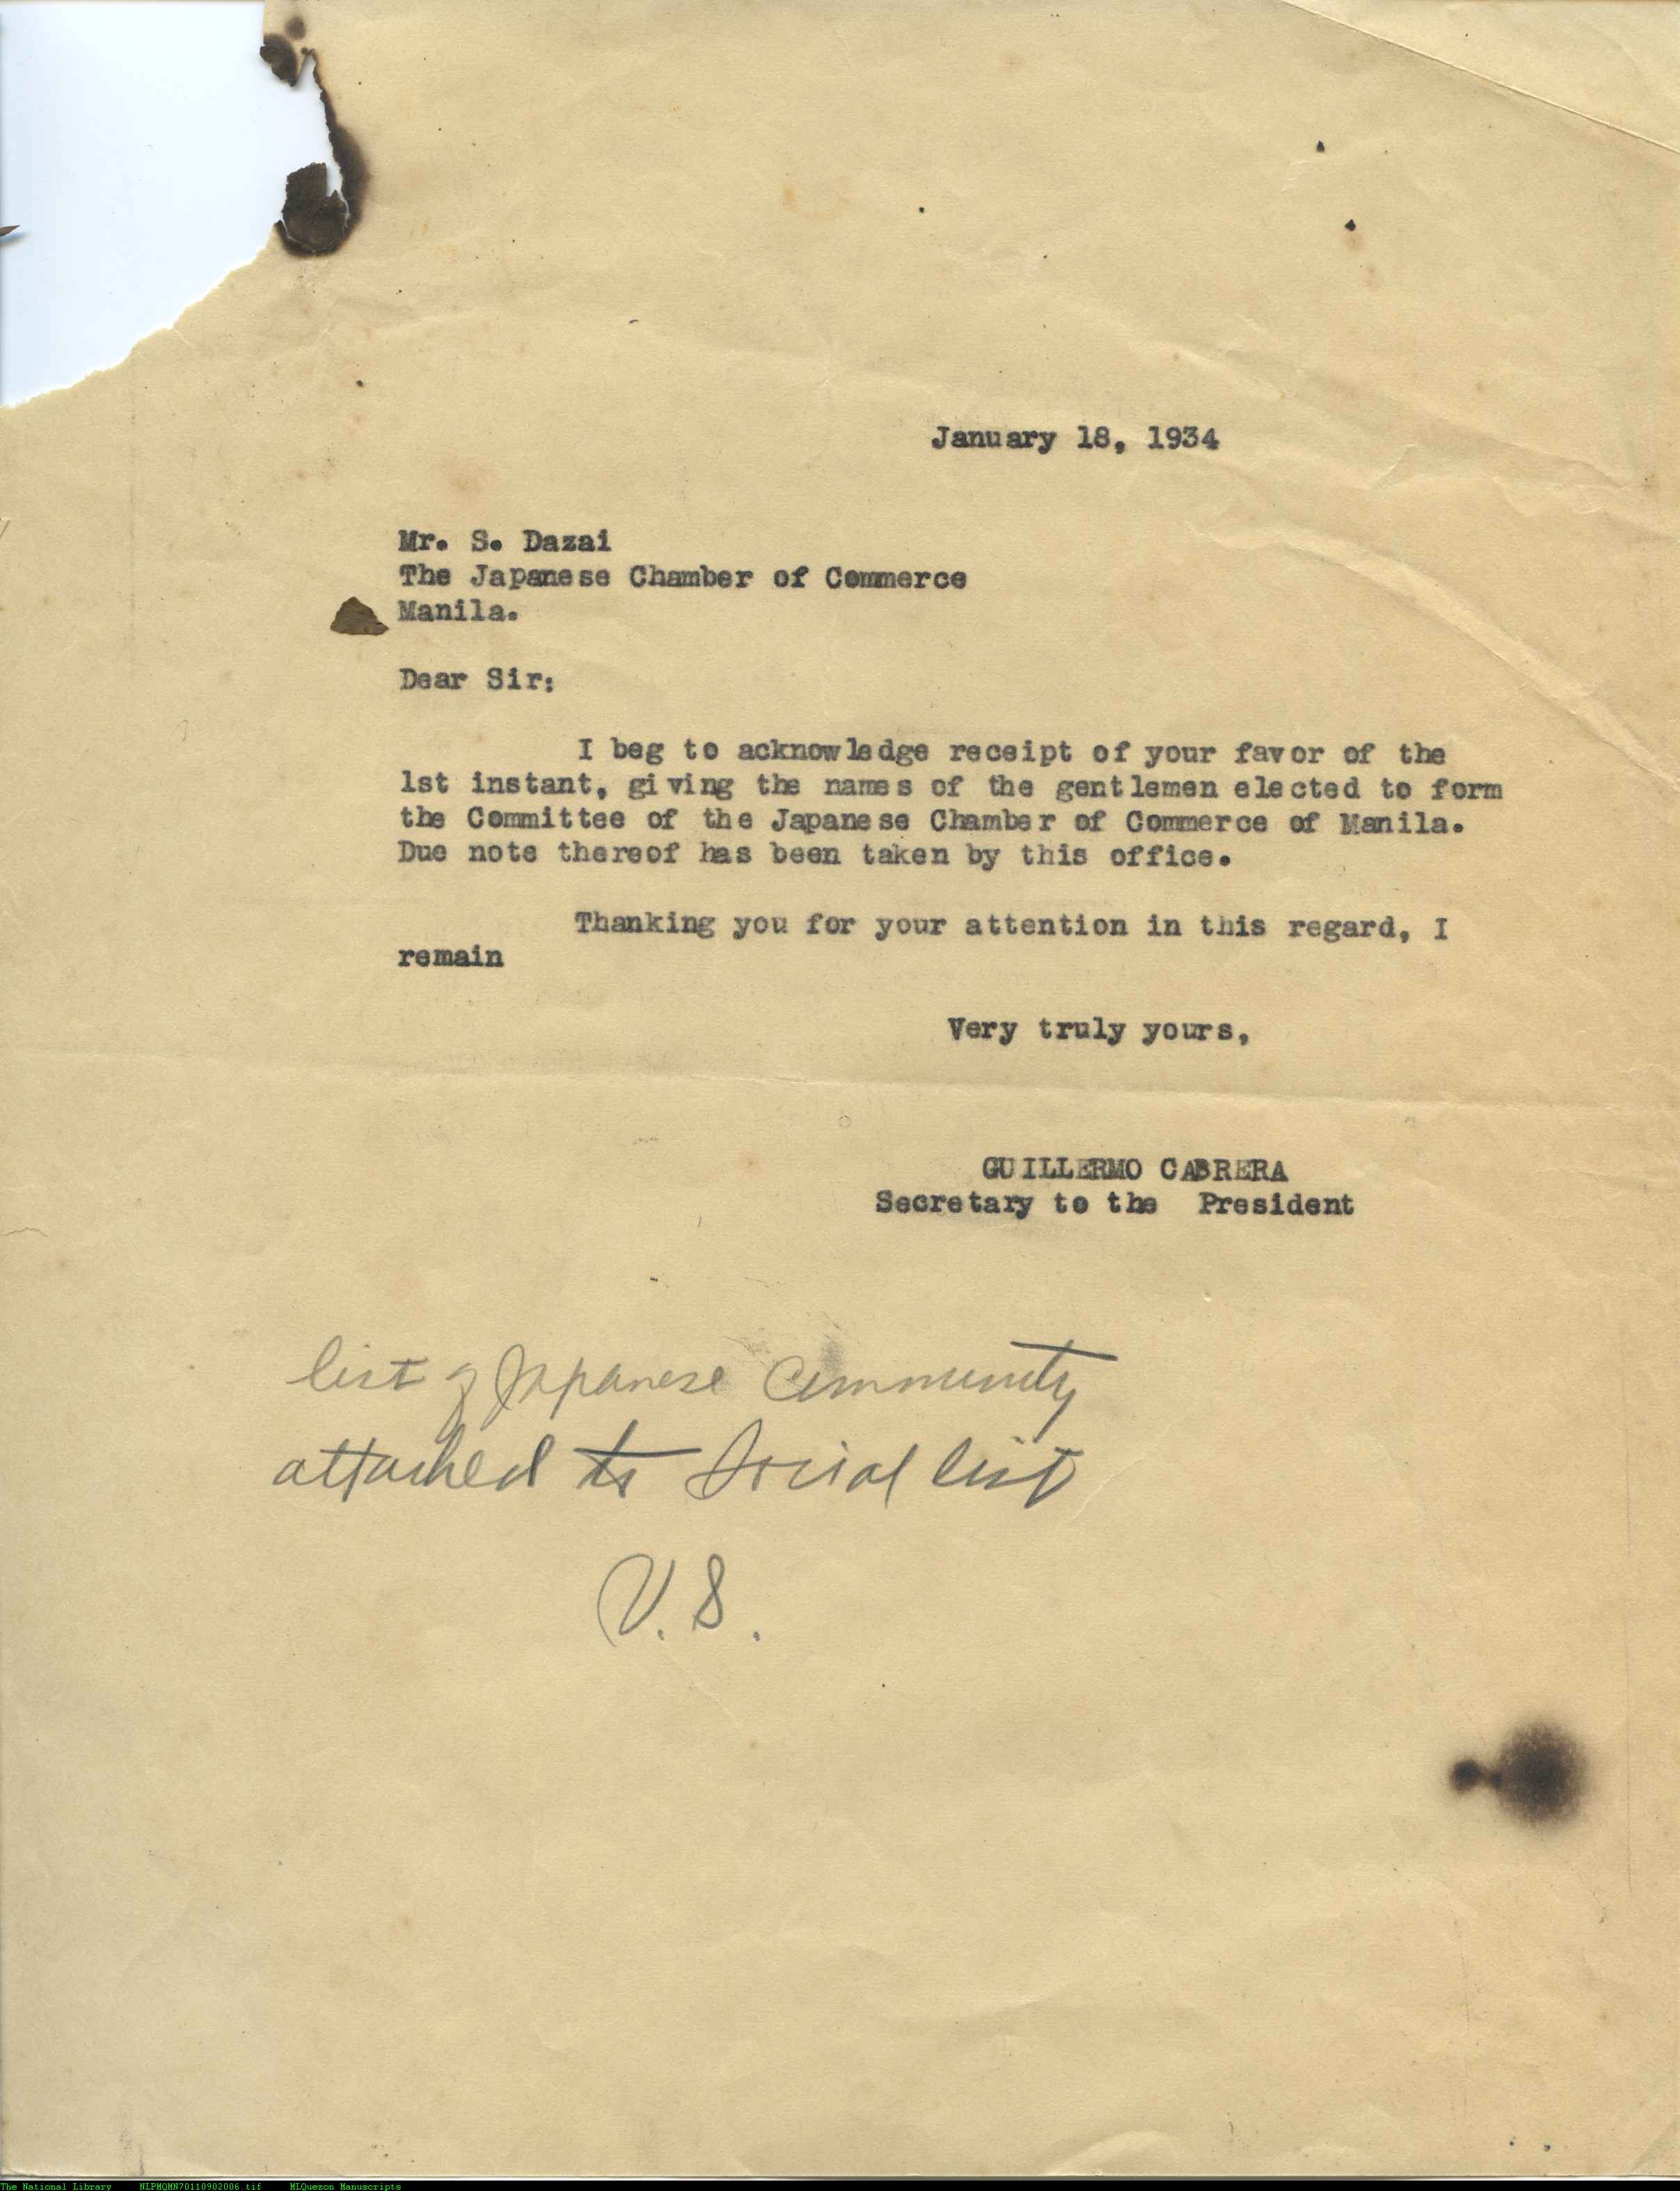 January 18, 1934
Mr. S. Dazai
The Japanese Chamber of Commerce
Manila.
Dear Sir:
I beg to acknowledge receipt of your favor of the
1st instant, giving the names of the gentlemen elected to form
the Committee of the Japanese Chamber of Commerce of Manila.
Due note thereof has been taken by this office.
Thanking you for your attention in this regard, I
remain
Very truly yours,
GUILLERMO CABRERA
Secretary to the President
list of Japanese Community
attached to Social list
V. S.
The National Library NLPMQMN70110902006.tif MLQuezon Manuscripts